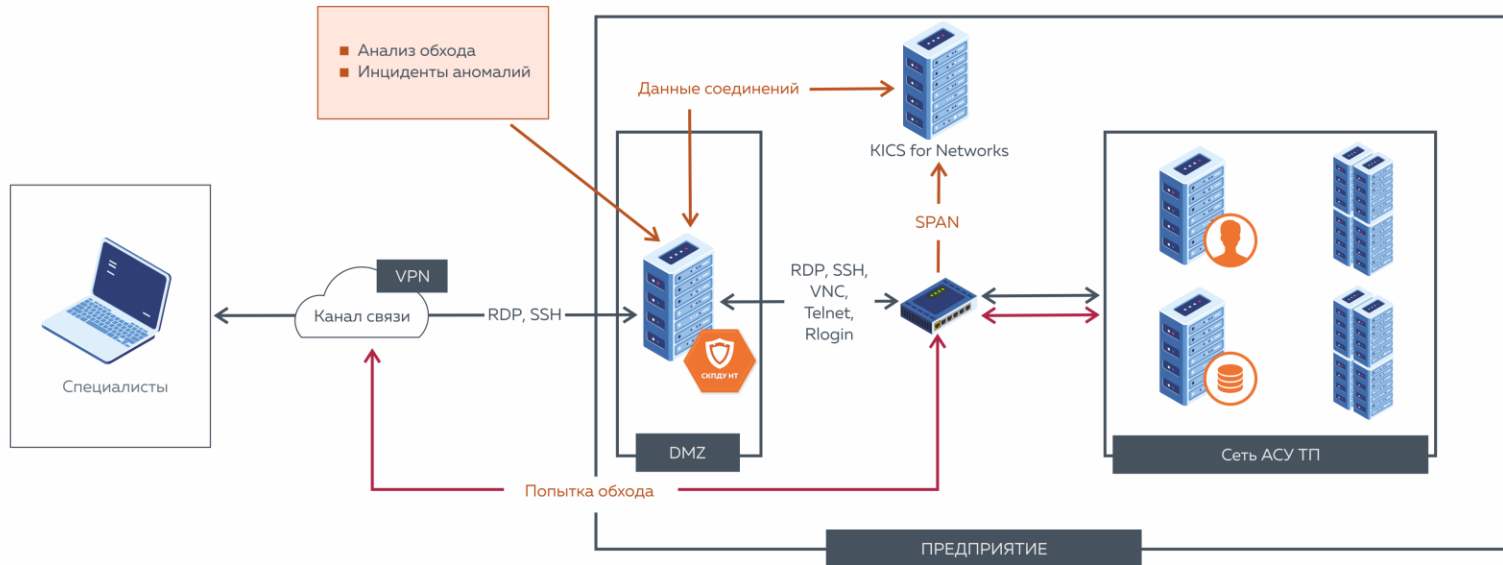 Анализ обхода
Инциденты аномалий
Данные соединений
KICS for Networks
SPAN
VPN
Канал связи
RDP, SSH
RDP, SSH,
VNC,
Telnet,
Rlogin
СКПДУ НТ
Специалисты
DMZ
Сеть АСУ ТП
Попытка обхода
ПРЕДПРИЯТИЕ